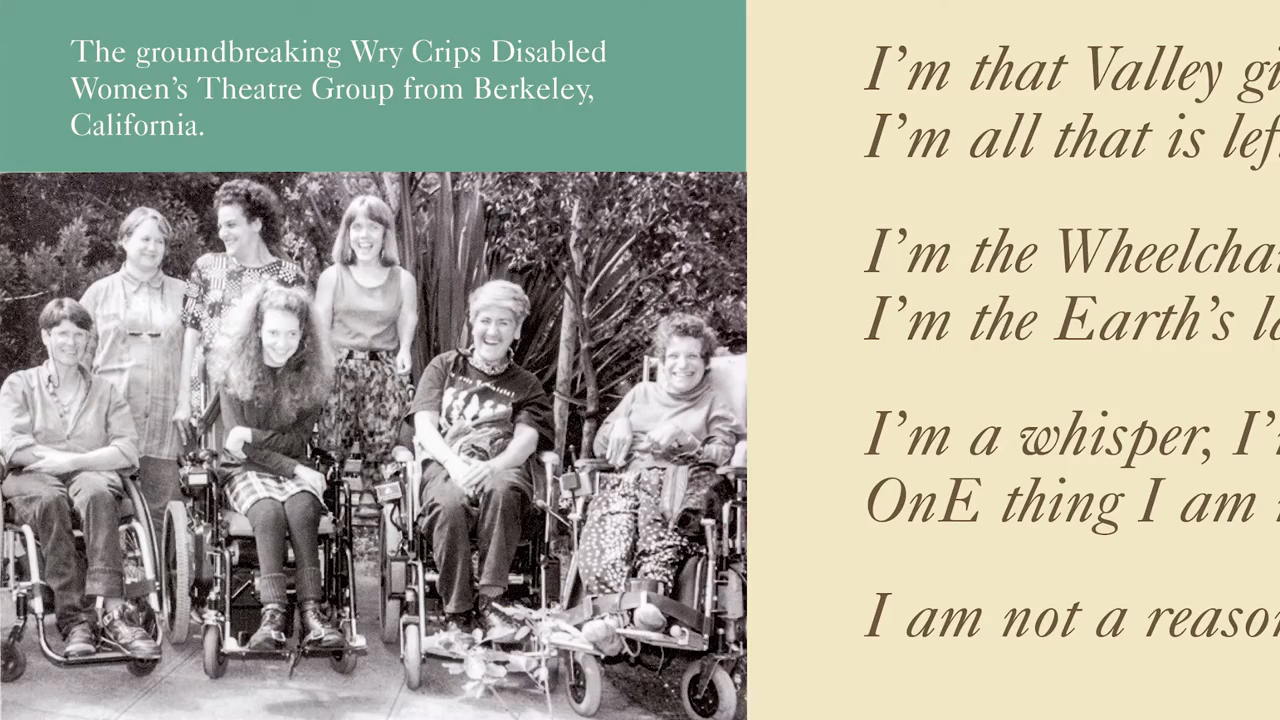 The groundbreaking Wry Crips Disabled
Women's Theatre Group from Berkeley,
California.
I'm that Valley
I'm all that is
I'm the
I'm the Earth's
I'm a whisper,
OnE thing I am
I am not a